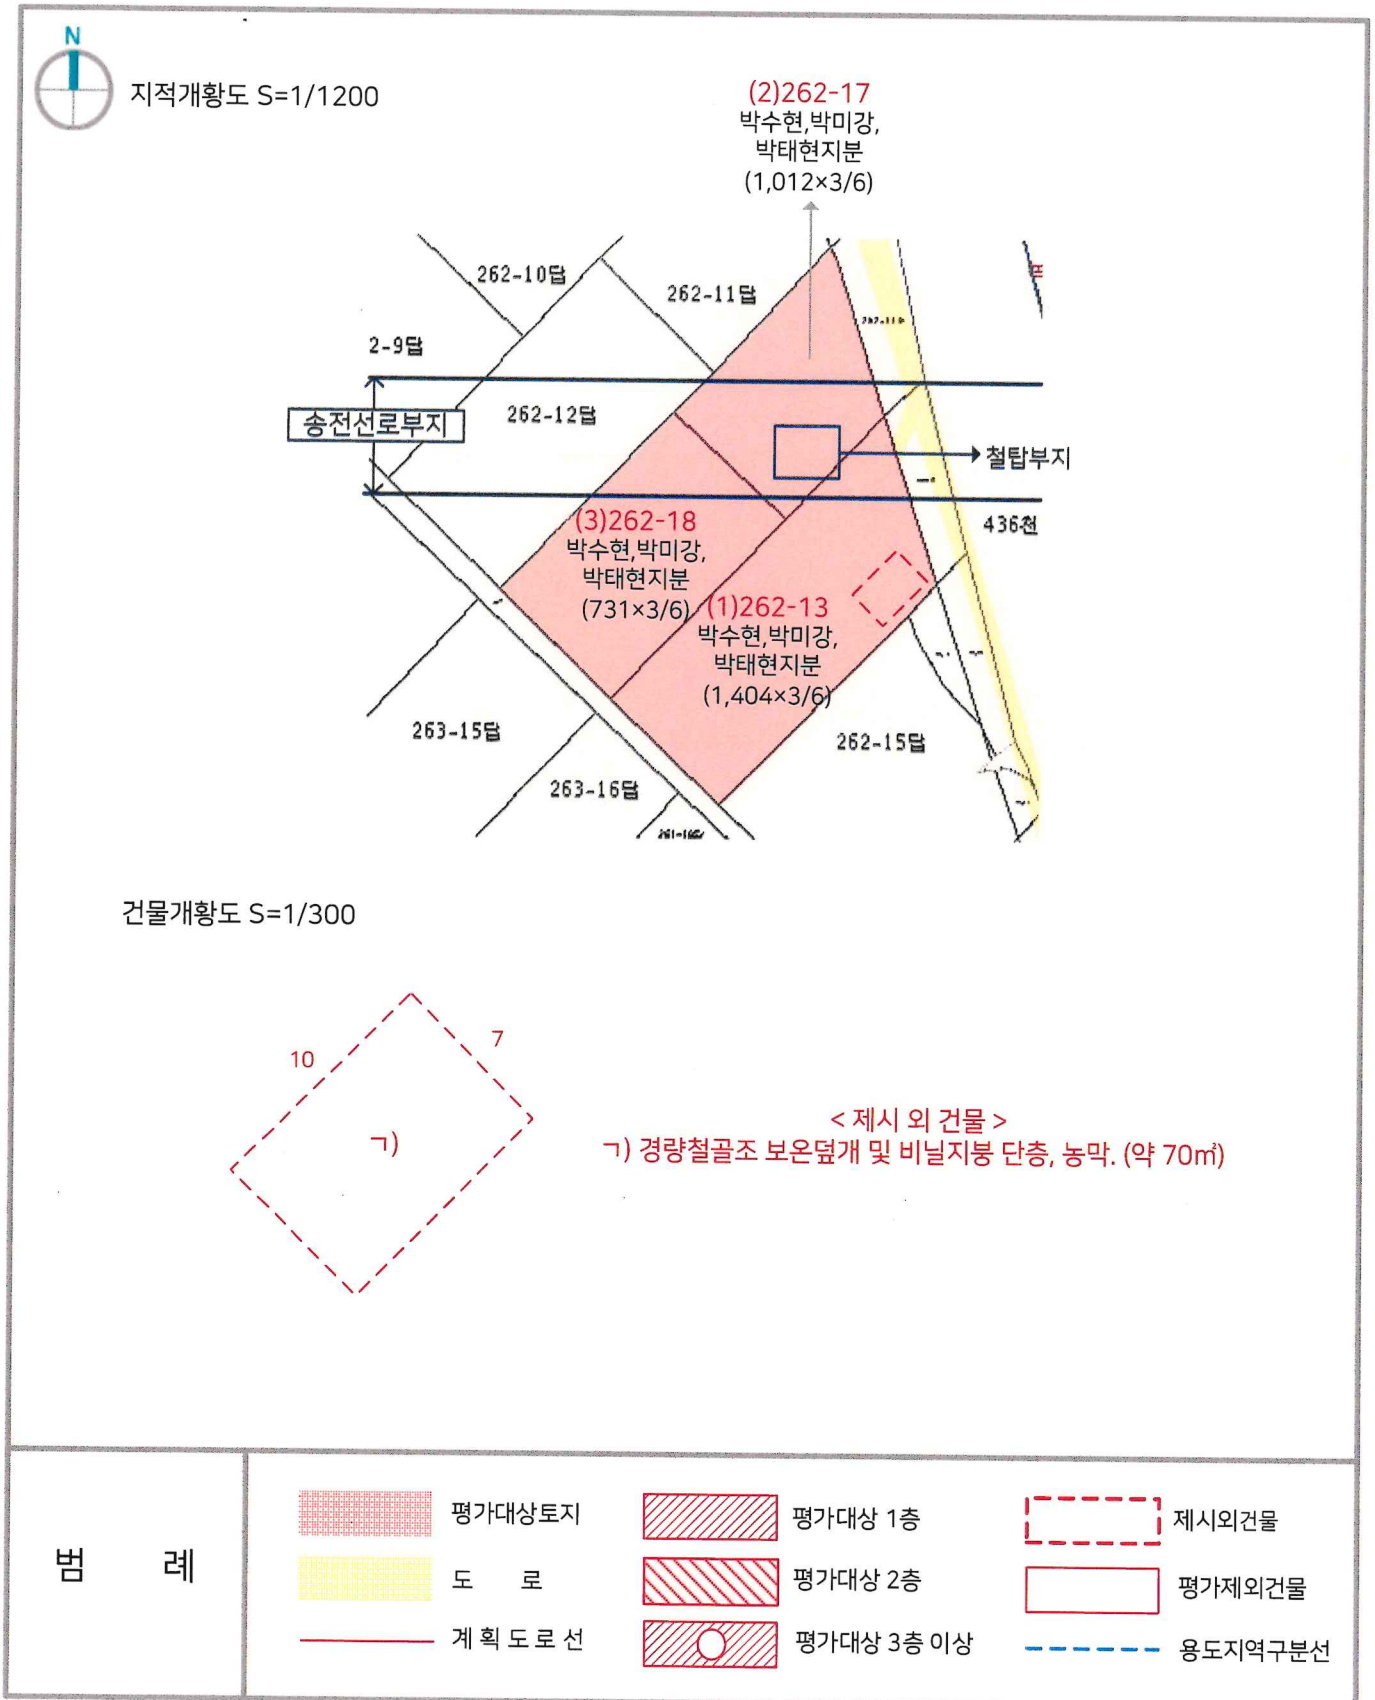 N
지적개황도 S=1/1200
(2)262-17
박수현,박미강,
박태현지분
(1,012×3/6)
262-10답
262-11답
2-9답
262-12답
송전선로부지
철탑부지
436천
(3)262-18
박수현,박미강,
박태현지분
(731×3/6)
(1)262-13
박수현,박미강,
박태현지분
(1,404×3/6)
263-15답
262-15답
263-16답
건물개황도 S=1/300
10
7
ㄱ)
< 제시 외 건물 >
ㄱ) 경량철골조 보온덮개 및 비닐지붕 단층, 농막. (약 70㎡)
범 례
평가대상토지
평가대상 1층
제시외건물
도 로
평가대상 2층
평가제외건물
계 획 도 로 선
평가대상 3층 이상
용도지역구분선